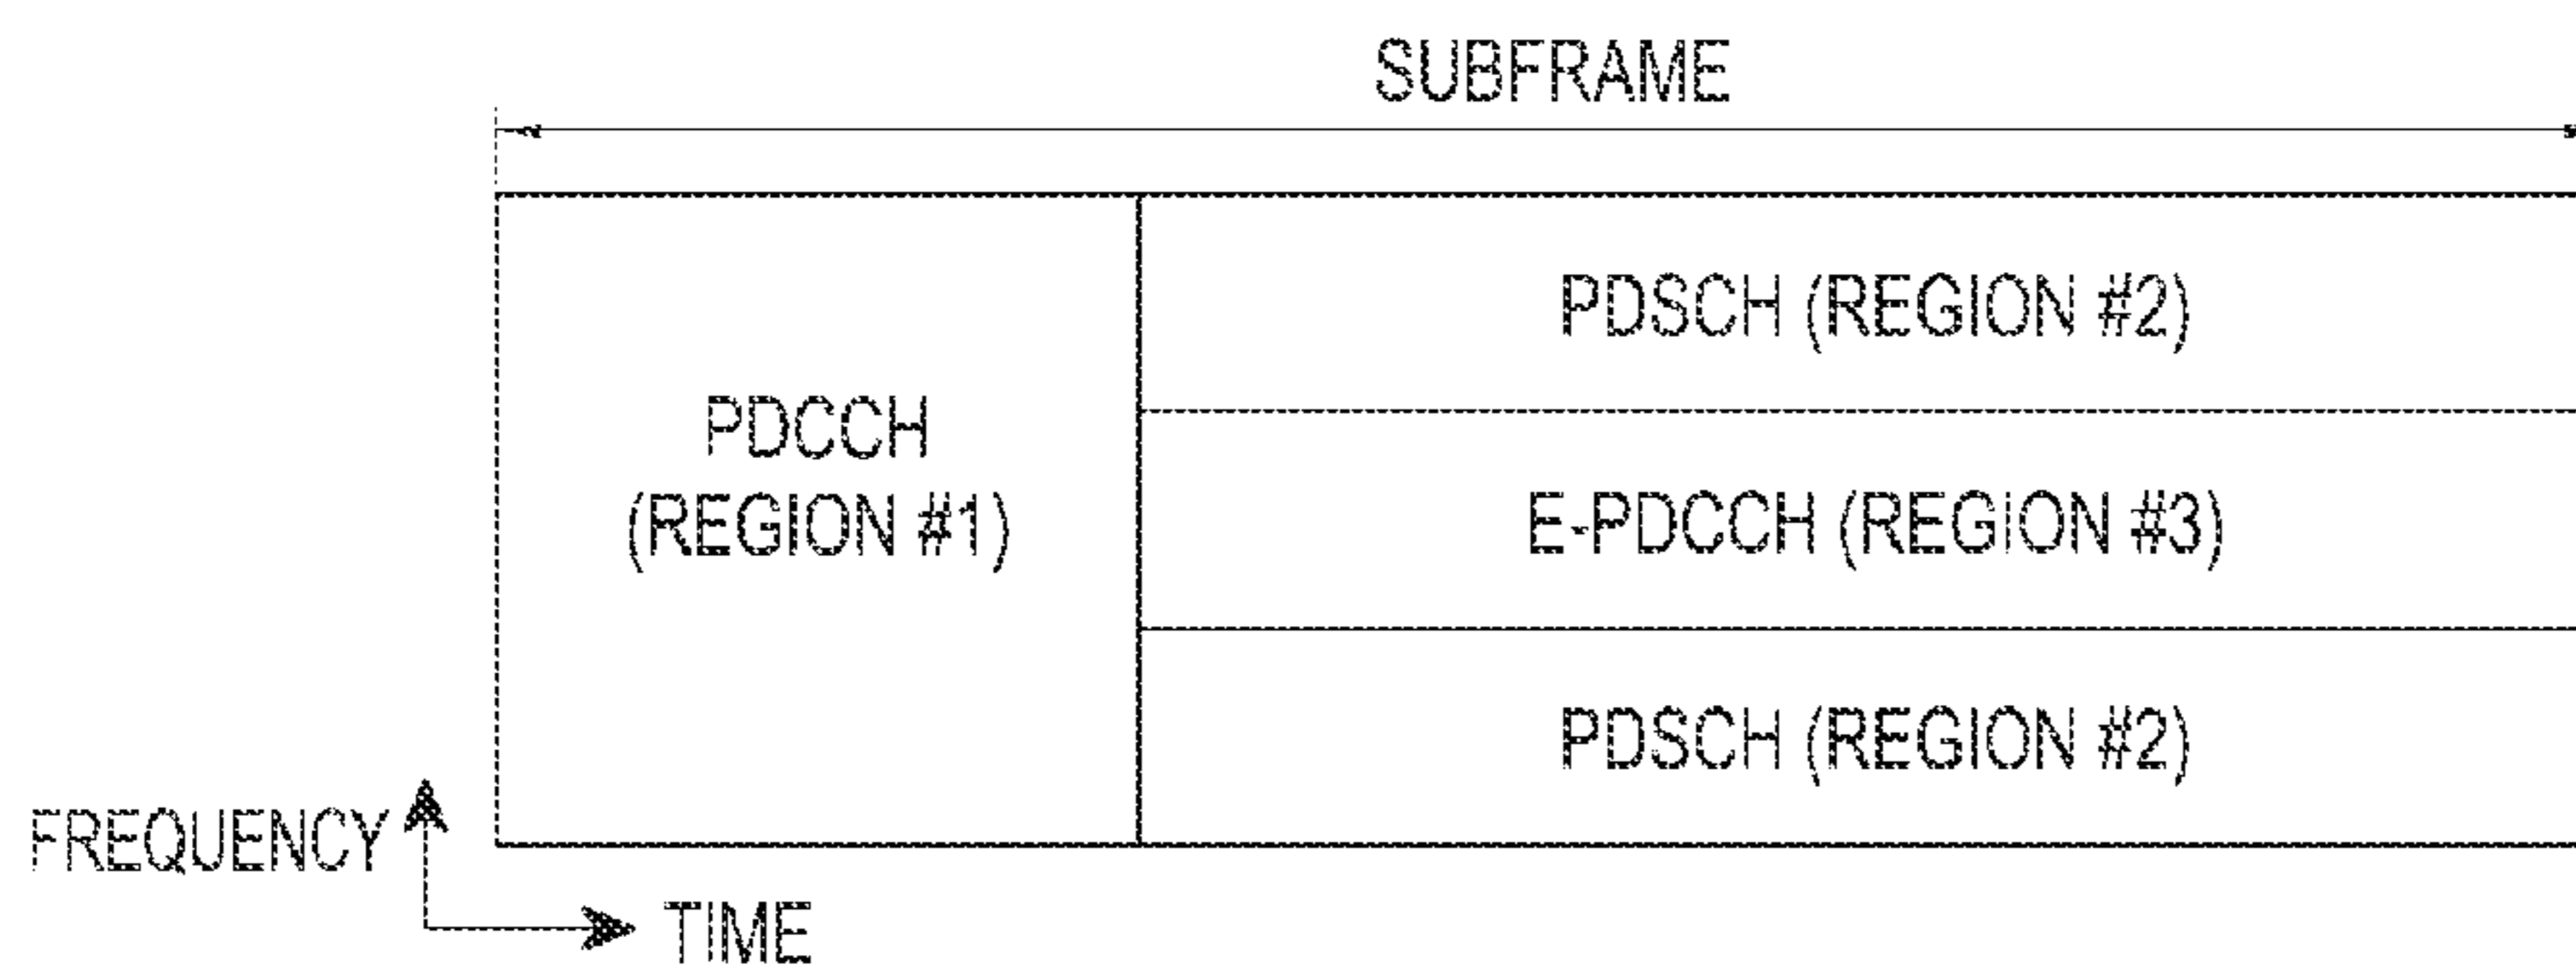 SUBFRAME
PDSCH (REGION #2)
PDCCH
(REGION #1)
E-PDCCH (REGION #3)
PDSCH (REGION #2)
FREQUENCY
TIME